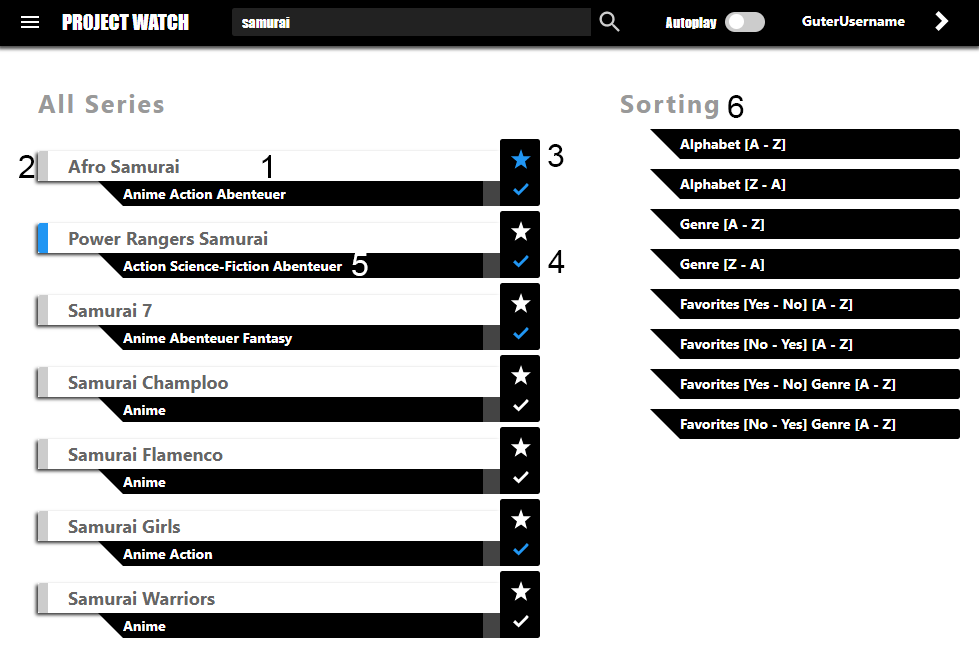 PROJECT WATCH
samurai
Autoplay
GuterUsername
All Series
2
Afro Samurai
1
3
Anime Action Abenteuer
Power Rangers Samurai
Action Science-Fiction Abenteuer
5
4
Samurai 7
Anime Abenteuer Fantasy
Samurai Champloo
Anime
Samurai Flamenco
Anime
Samurai Girls
Anime Action
Samurai Warriors
Anime
Sorting 6
Alphabet [A - Z]
Alphabet [Z - A]
Genre [A - Z]
Genre [Z - A]
Favorites [Yes - No] [A - Z]
Favorites [No - Yes] [A - Z]
Favorites [Yes - No] Genre [A - Z]
Favorites [No - Yes] Genre [A - Z]